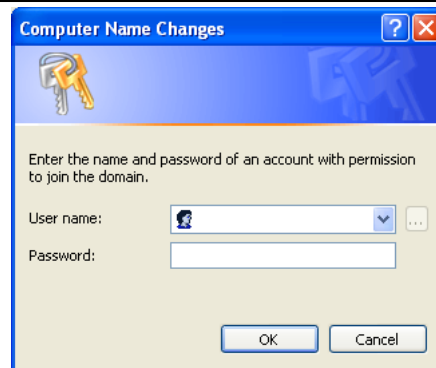 Computer Name Changes
Enter the name and password of an account with permission
to join the domain.
User name:
...
Password:
OK
Cancel